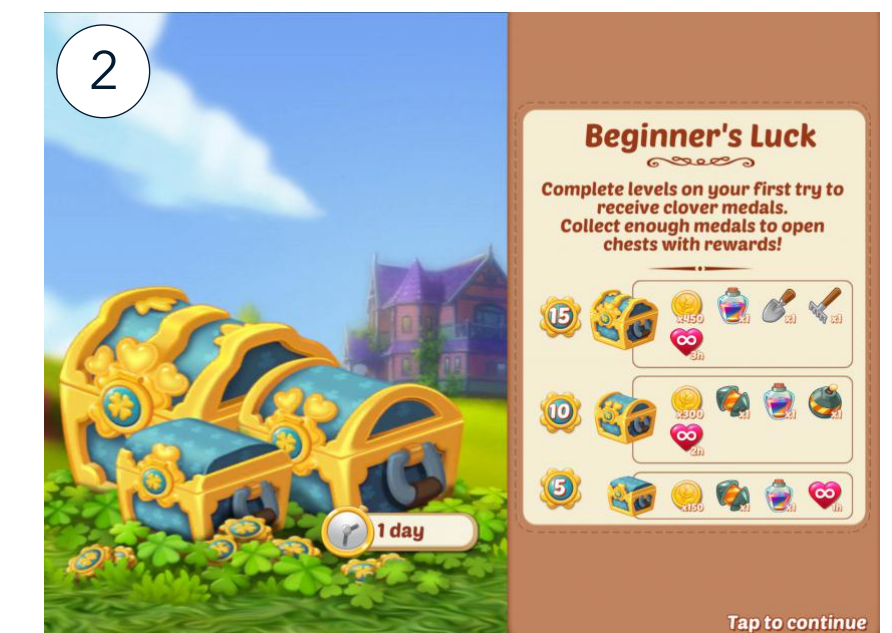 2
Beginner's Luck
Complete levels on your first try to
receive clover medals.
Collect enough medals to open
chests with rewards!
15
x450 x1 x1 x1
3h
10
x300 x1 x1 x1
2h
5
x150 x1 x1 1h
1 day
Tap to continue